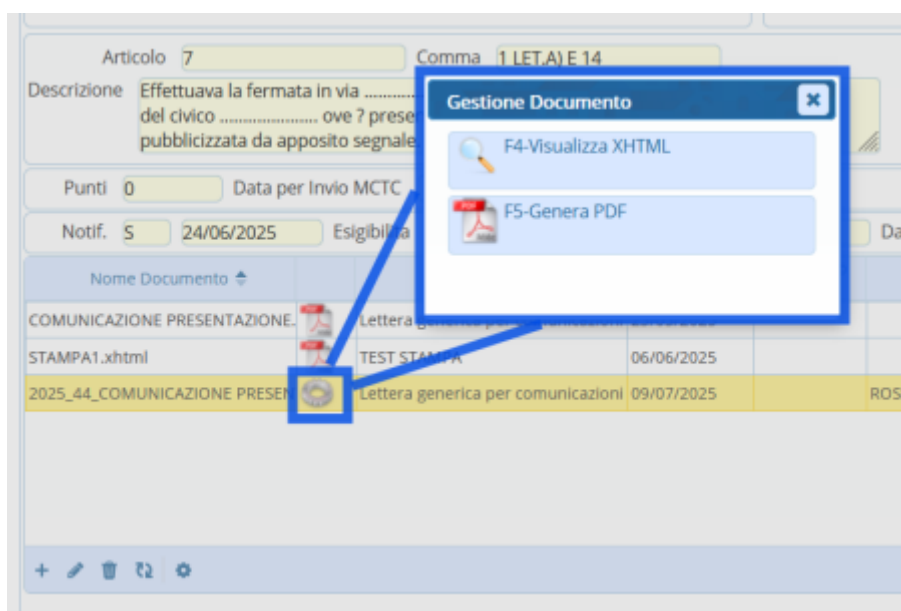 Articolo 7 Comma 1 LET.A) E 14
Descrizione Effettuava la fermata in via ............
del civico ...................... ove ? prese
pubblicizzata da apposito segnale
Gestione Documento
F4-Visualizza XHTML
F5-Genera PDF
Punti 0 Data per Invio MCTC
Notif. S 24/06/2025 Esigibilita Da
Nome Documento
COMUNICAZIONE PRESENTAZIONE. Lettera generica per comunicazioni
STAMPA1.xhtml TEST STAMPA 06/06/2025
2025_44_COMUNICAZIONE PRESEN Lettera generica per comunicazioni 09/07/2025 ROS